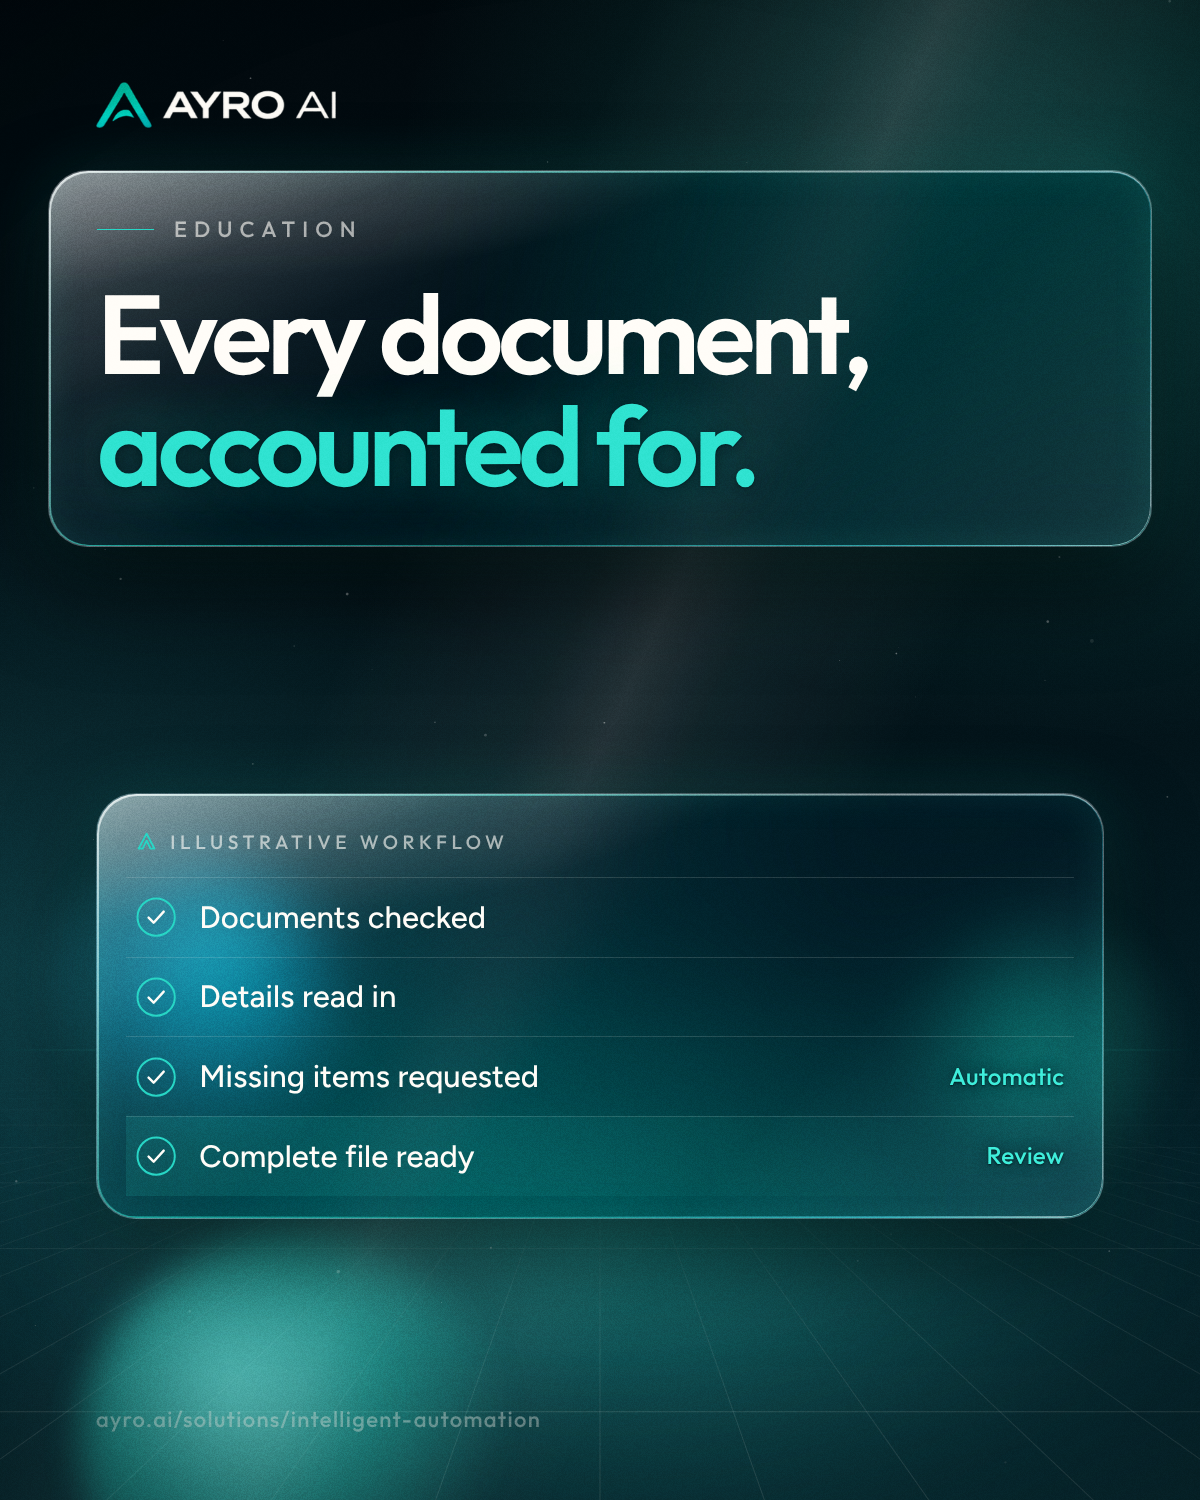 AYRO AI
EDUCATION
Every document,
accounted for.
ILLUSTRATIVE WORKFLOW
Documents checked
Details read in
Missing items requested Automatic
Complete file ready Review
ayro.ai/solutions/intelligent-automation